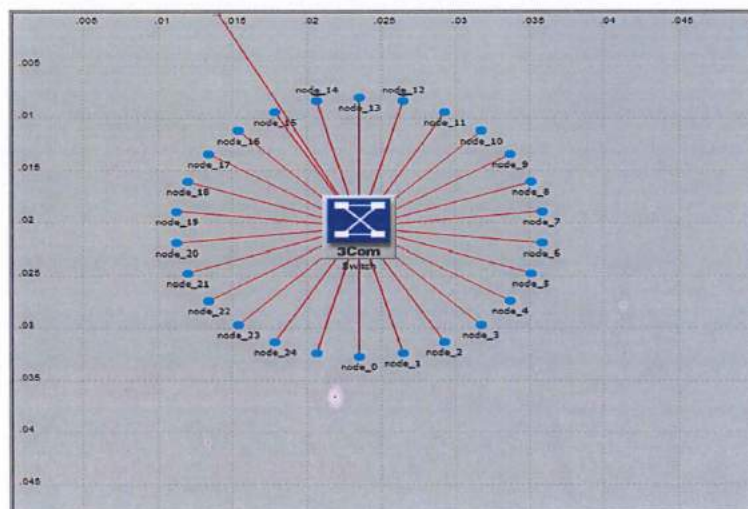 .005 .01 .015 .02 .025 .03 .035 .04 .045
.005
node_14 node_12
node_13
.01
node_15 node_11
node_16 node_10
.015
node_17 node_9
node_18 node_8
.02
node_19 node_7
3Com
node_20 node_6
Switch
.025
node_21 node_5
node_22 node_4
.03
node_23 node_3
node_24 node_2
node_0 node_1
.035
.04
.045